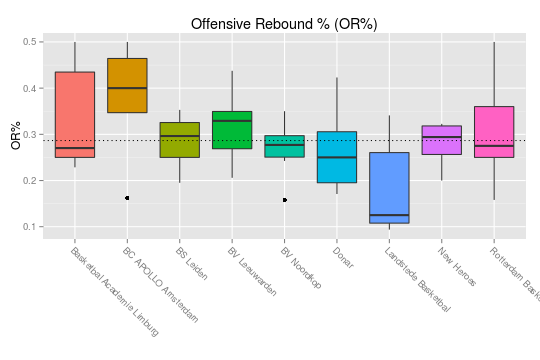 Offensive Rebound % (OR%)
OR%
0.5
0.4
0.3
0.2
0.1
Basketbal Academie Limburg
BC APOLLO Amsterdam
BS Leiden
BV Leeuwarden
BV Noordkop
Donar
Landstede Basketbal
New Heroes
Rotterdam